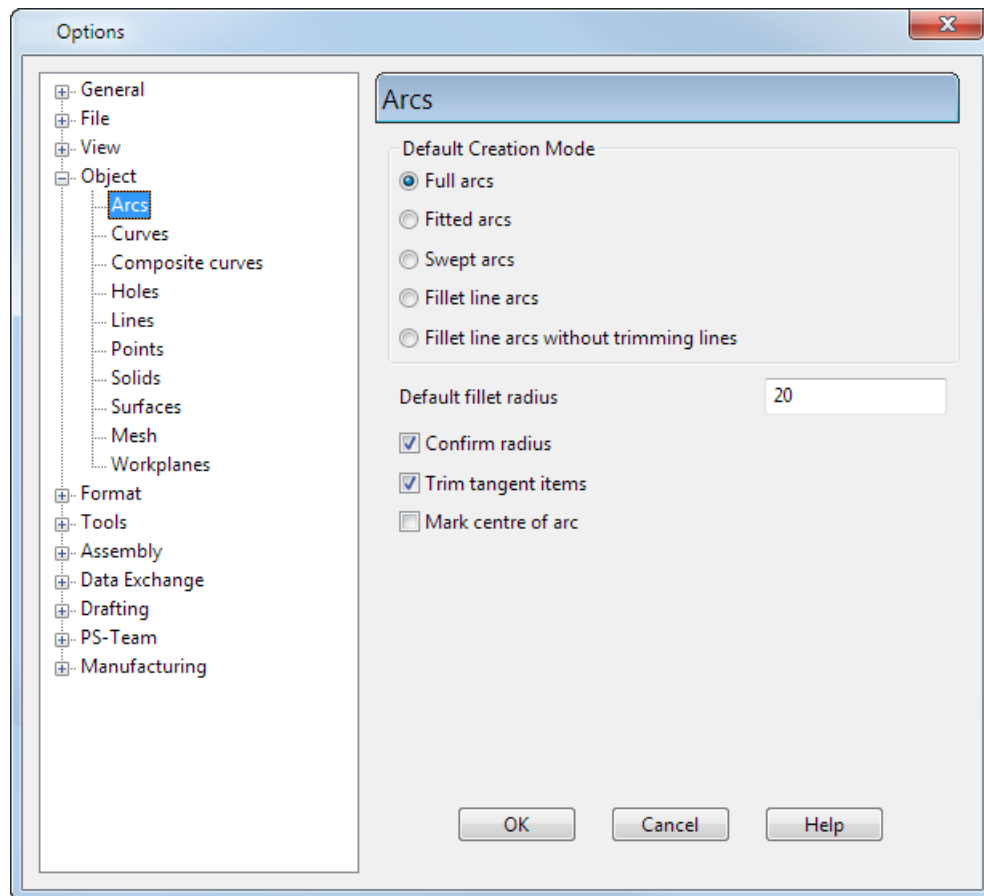 Options
General
File
View
Object
Arcs
Curves
Composite curves
Holes
Lines
Points
Solids
Surfaces
Mesh
Workplanes
Format
Tools
Assembly
Data Exchange
Drafting
PS-Team
Manufacturing
Arcs
Default Creation Mode
Full arcs
Fitted arcs
Swept arcs
Fillet line arcs
Fillet line arcs without trimming lines
Default fillet radius 20
Confirm radius
Trim tangent items
Mark centre of arc
OK Cancel Help